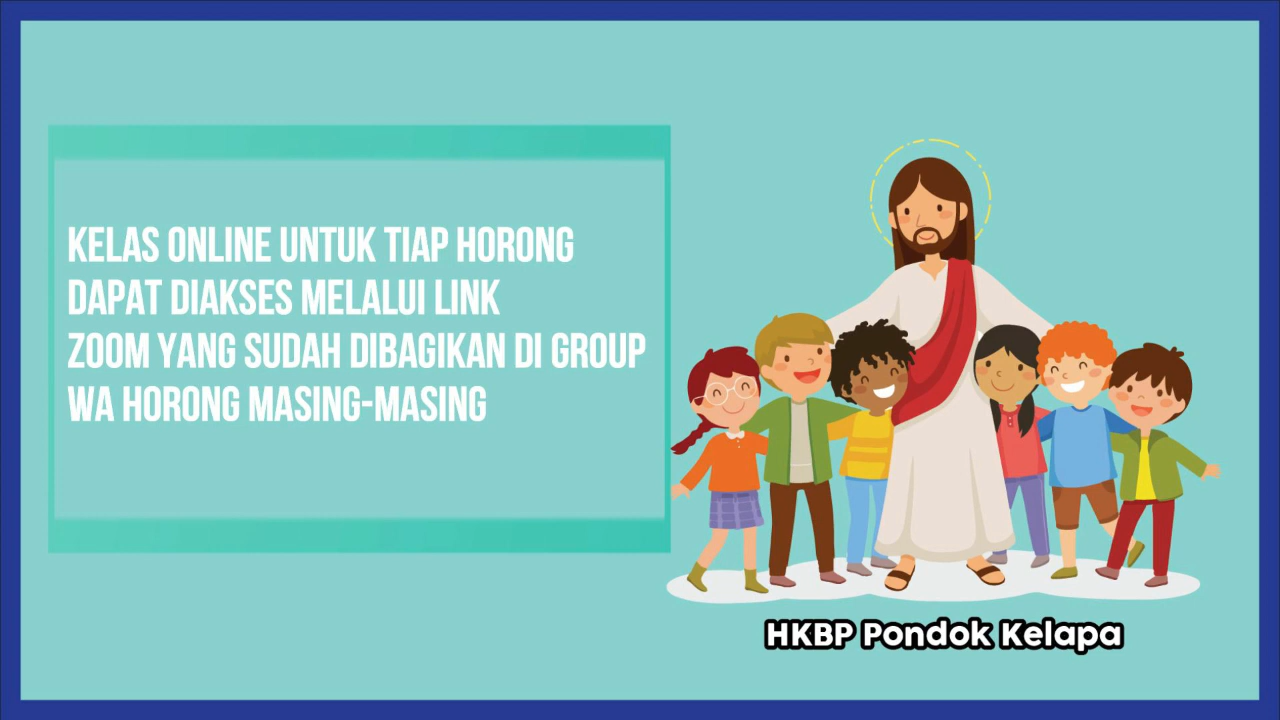 KELAS ONLINE UNTUK TIAP HORONG
DAPAT DIAKSES MELALUI LINK
ZOOM YANG SUDAH DIBAGIKAN DI GROUP
WA HORONG MASING-MASING
HKBP Pondok Kelapa